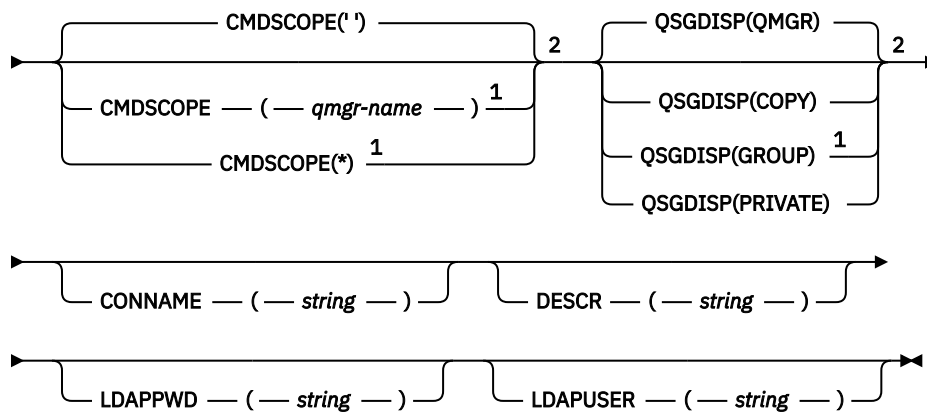 CMDSCOPE(' ') 2
CMDSCOPE ( qmgr-name ) 1
CMDSCOPE(*) 1
QSGDISP(QMGR) 2
QSGDISP(COPY)
QSGDISP(GROUP) 1
QSGDISP(PRIVATE)
CONNAME ( string ) DESCR ( string )
LDAPPWD ( string ) LDAPUSER ( string )